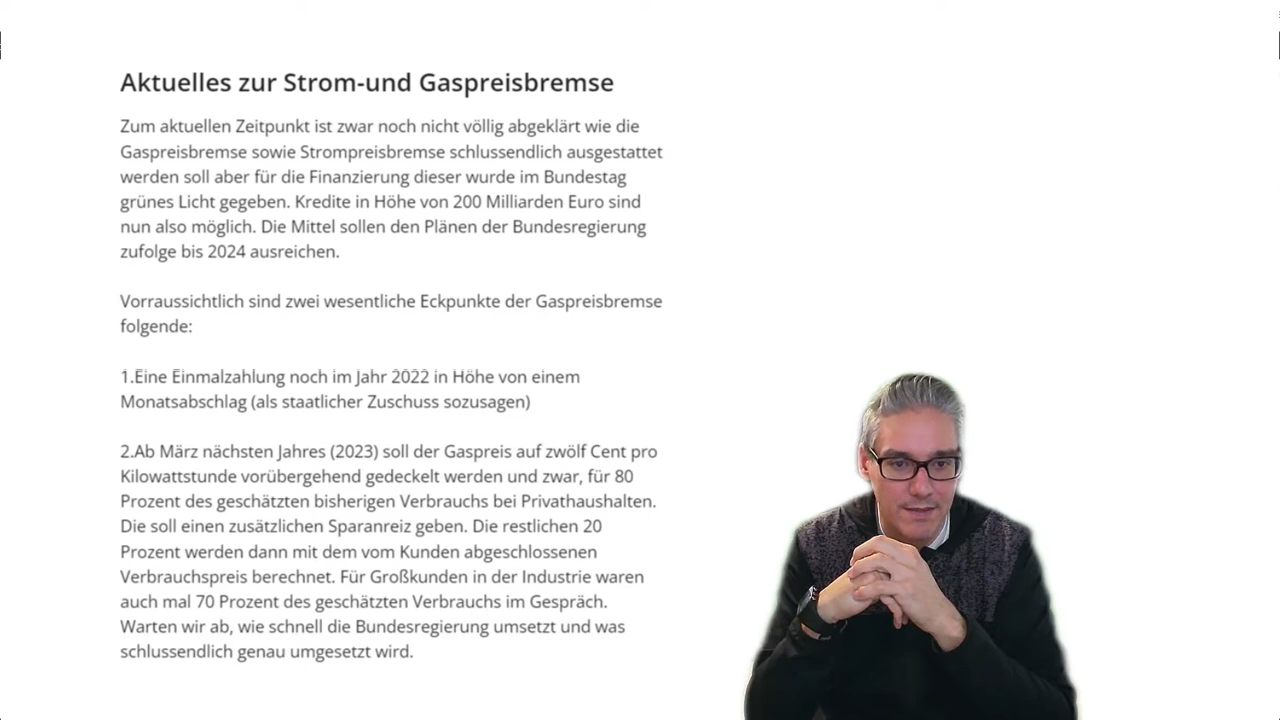 Aktuelles zur Strom-und Gaspreisbremse
Zum aktuellen Zeitpunkt ist zwar noch nicht völlig abgeklärt wie die
Gaspreisbremse sowie Strompreisbremse schlussendlich ausgestattet
werden soll aber für die Finanzierung dieser wurde im Bundestag
grünes Licht gegeben. Kredite in Höhe von 200 Milliarden Euro sind
nun also möglich. Die Mittel sollen den Plänen der Bundesregierung
zufolge bis 2024 ausreichen.
Vorraussichtlich sind zwei wesentliche Eckpunkte der Gaspreisbremse
folgende:
1.Eine Einmalzahlung noch im Jahr 2022 in Höhe von einem
Monatsabschlag (als staatlicher Zuschuss sozusagen)
2.Ab März nächsten Jahres (2023) soll der Gaspreis auf zwölf Cent pro
Kilowattstunde vorübergehend gedeckelt werden und zwar, für 80
Prozent des geschätzten bisherigen Verbrauchs bei Privathaushalten.
Die soll einen zusätzlichen Sparanreiz geben. Die restlichen 20
Prozent werden dann mit dem vom Kunden abgeschlossenen
Verbrauchspreis berechnet. Für Großkunden in der Industrie waren
auch mal 70 Prozent des geschätzten Verbrauchs im Gespräch.
Warten wir ab, wie schnell die Bundesregierung umsetzt und was
schlussendlich genau umgesetzt wird.